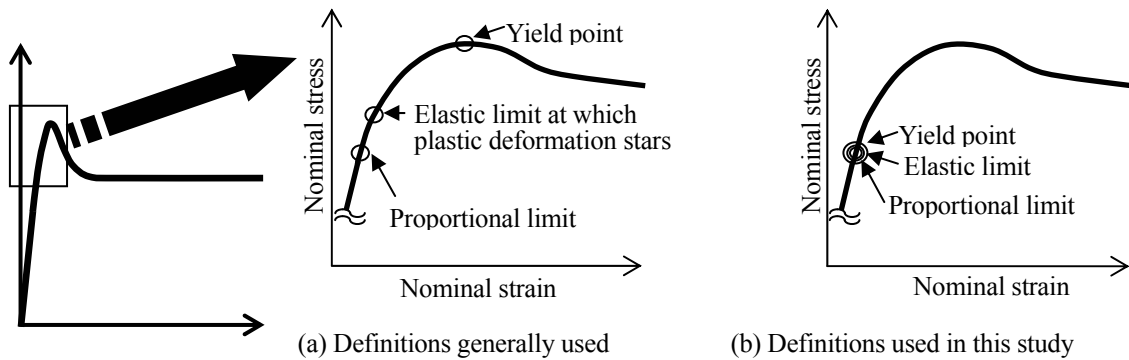 Nominal stress
Yield point
Elastic limit at which
plastic deformation stars
Proportional limit
Nominal strain
(a) Definitions generally used
Nominal stress
Yield point
Elastic limit
Proportional limit
Nominal strain
(b) Definitions used in this study